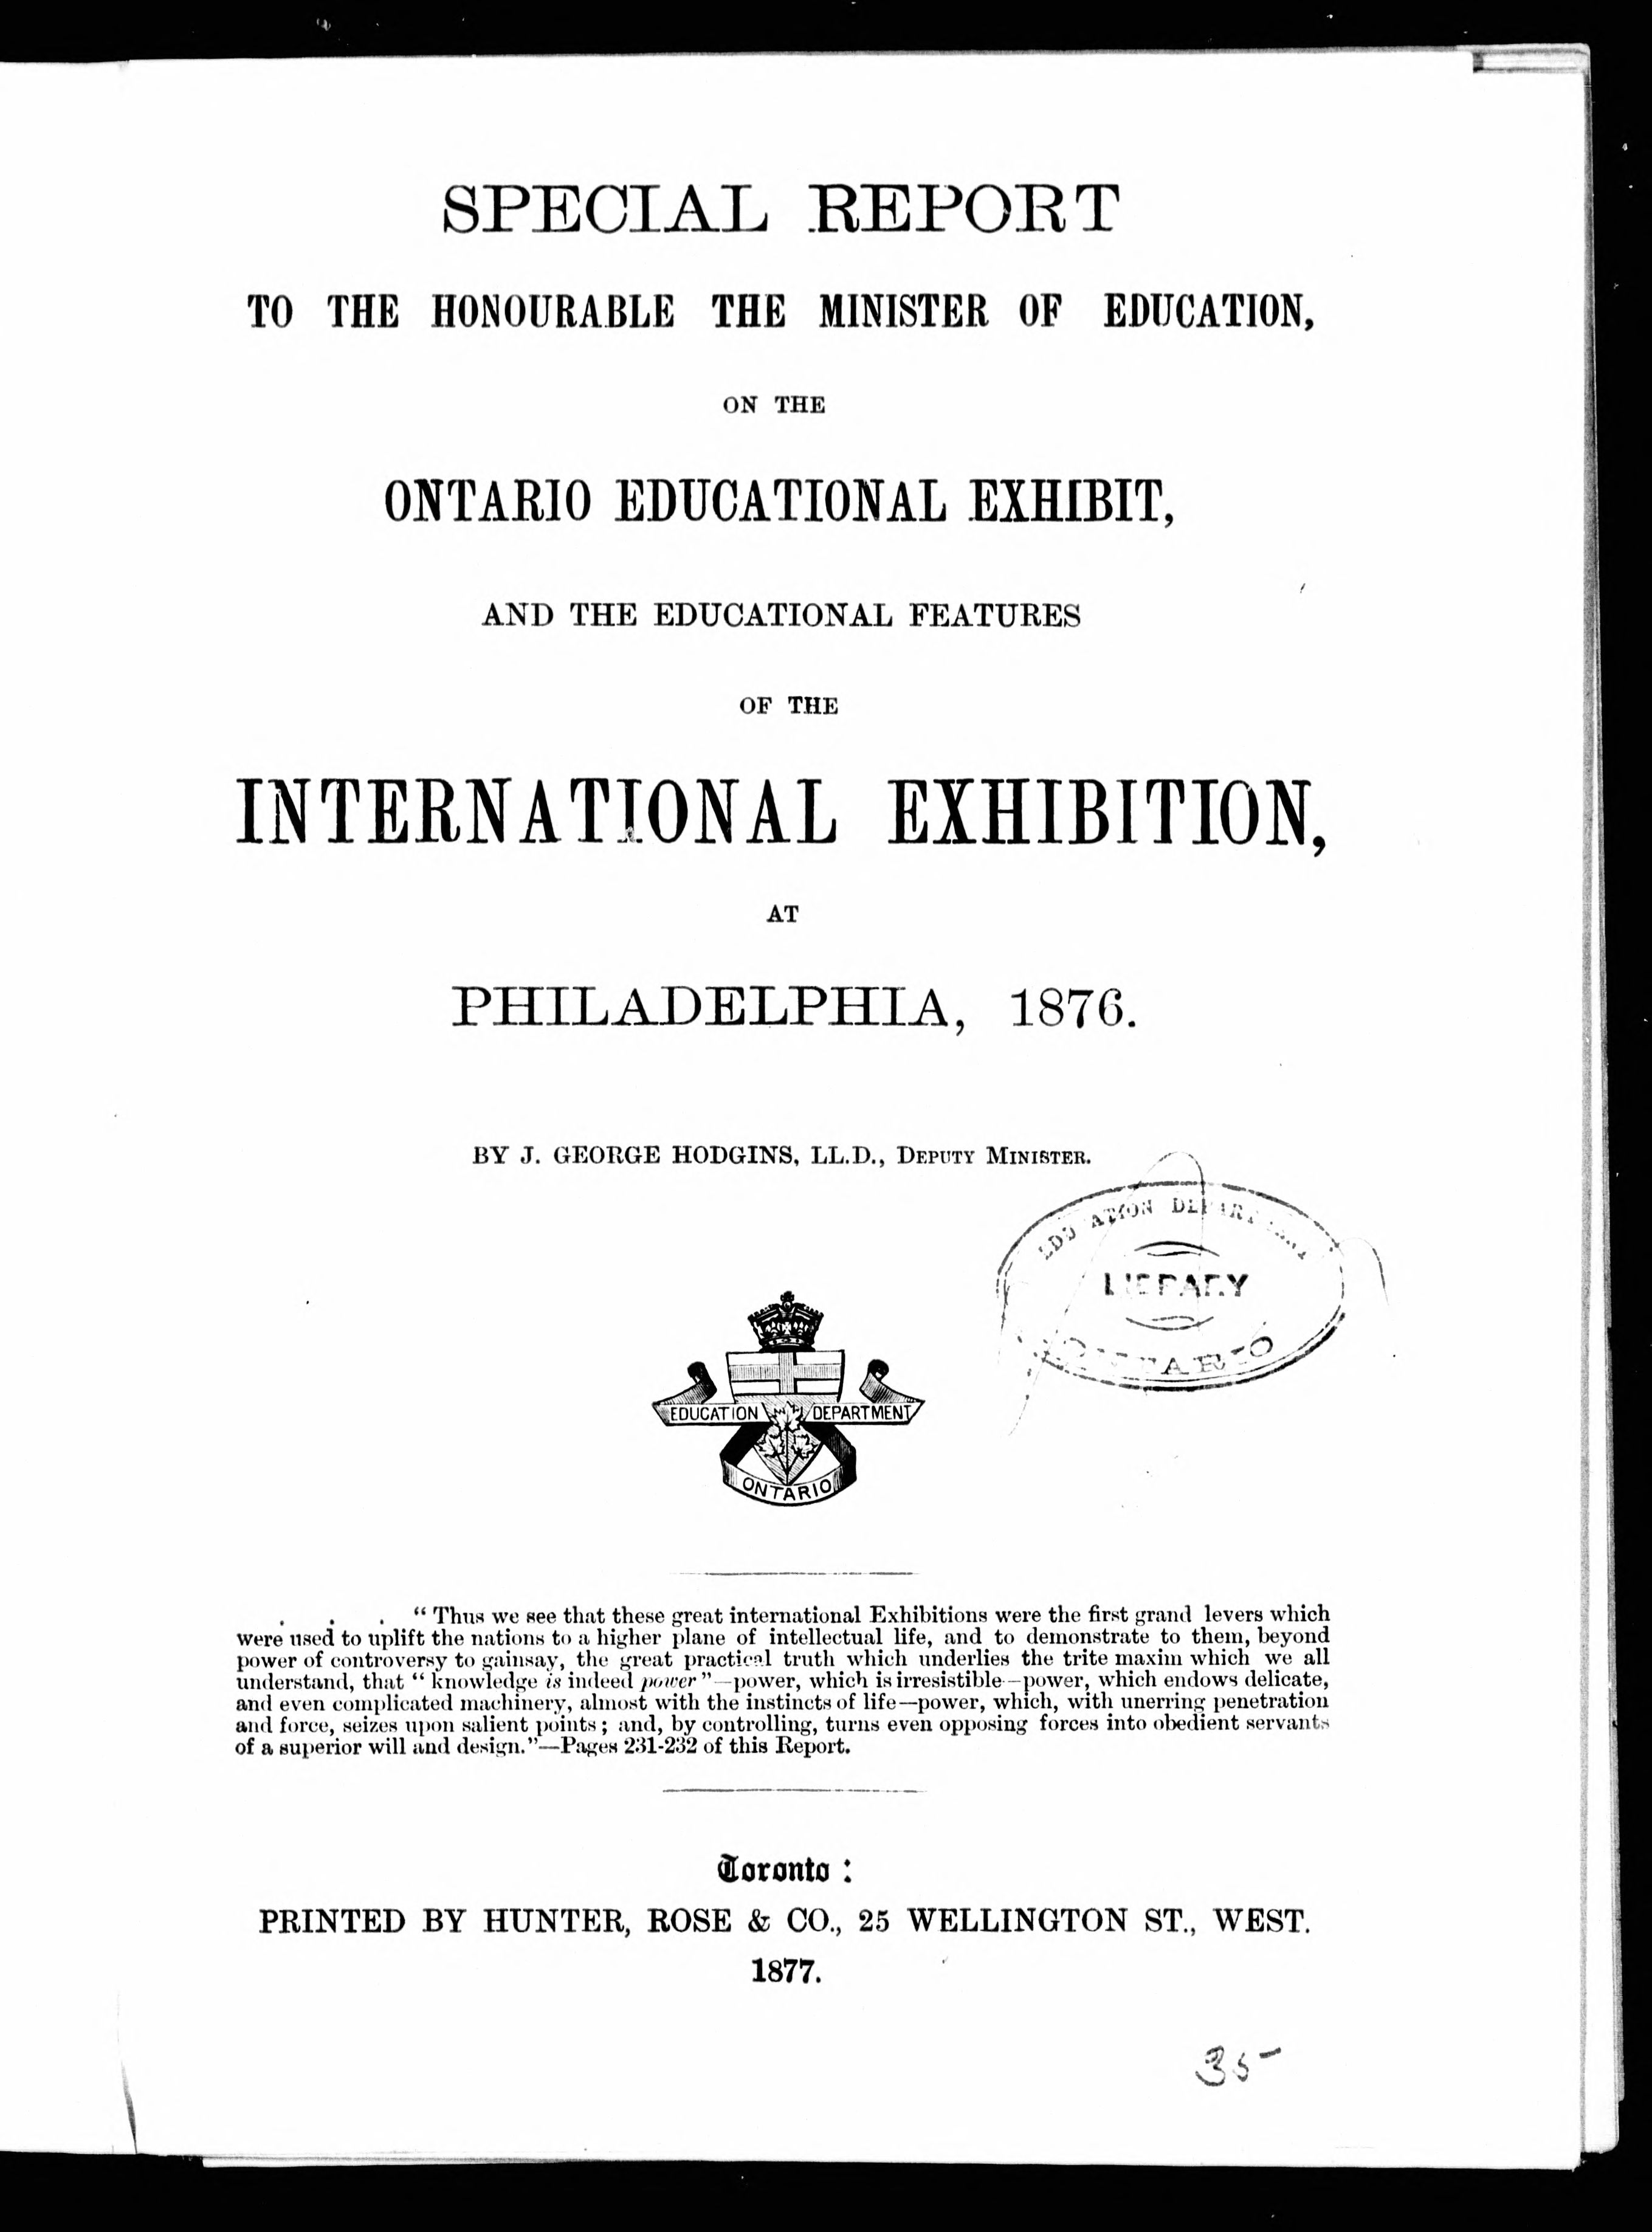 SPECIAL REPORT
TO THE HONOURABLE THE MINISTER OF EDUCATION,
ON THE
ONTARIO EDUCATIONAL EXHIBIT,
AND THE EDUCATIONAL FEATURES
OF THE
INTERNATIONAL EXHIBITION,
AT
PHILADELPHIA, 1876.
BY J. GEORGE HODGINS, LL.D., DEPUTY MINISTER.
EDUCATION DEPARTMENT
LIBRARY
ONTARIO
EDUCATION DEPARTMENT
ONTARIO
. . . “ Thus we see that these great international Exhibitions were the first grand levers which
were used to uplift the nations to a higher plane of intellectual life, and to demonstrate to them, beyond
power of controversy to gainsay, the great practical truth which underlies the trite maxim which we all
understand, that “ knowledge is indeed power ”—power, which is irresistible—power, which endows delicate,
and even complicated machinery, almost with the instincts of life—power, which, with unerring penetration
and force, seizes upon salient points ; and, by controlling, turns even opposing forces into obedient servants
of a superior will and design.”—Pages 231-232 of this Report.
Toronto :
PRINTED BY HUNTER, ROSE & CO., 25 WELLINGTON ST., WEST.
1877.
35-